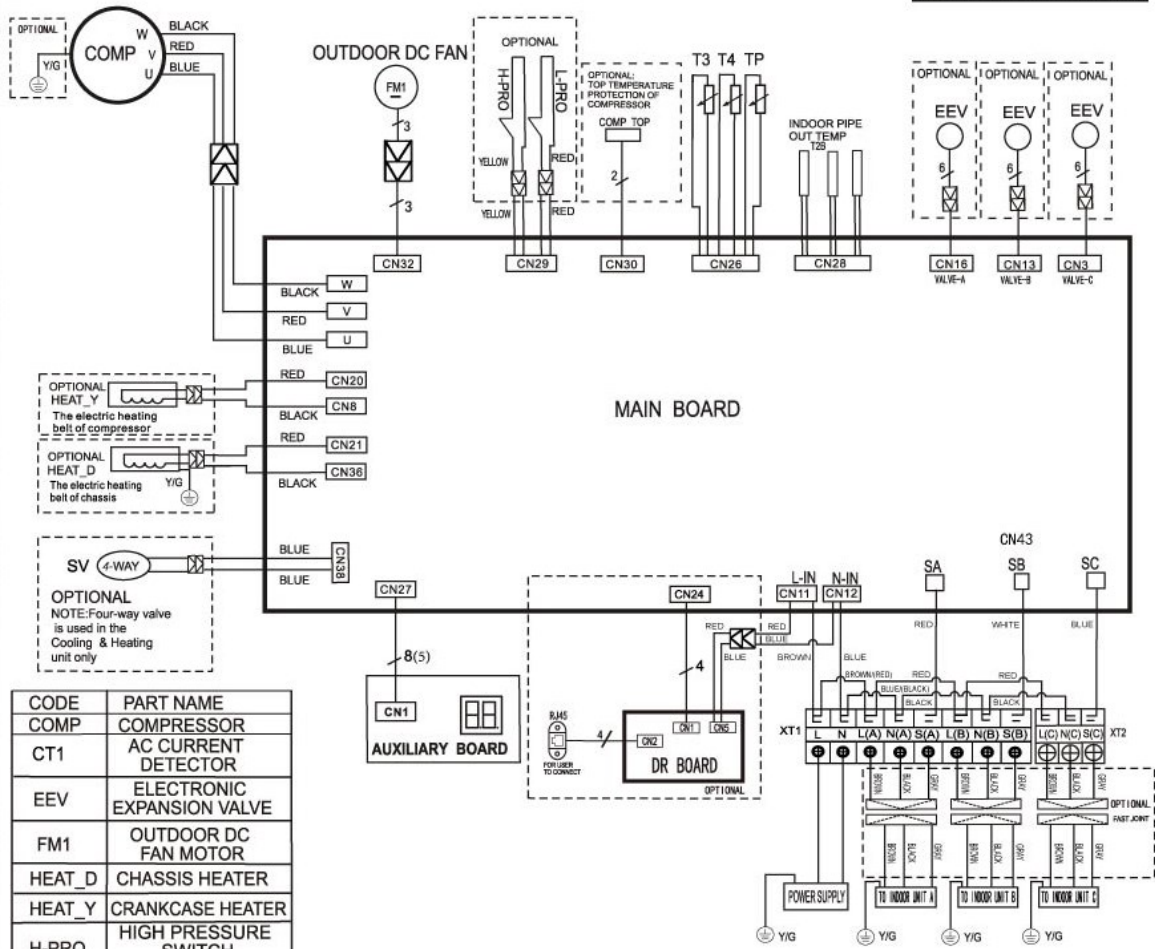 OPTIONAL
Y/G
COMP
W
V
U
BLACK
RED
BLUE
OUTDOOR DC FAN
FM1
3
3
OPTIONAL
H-PRO
L-PRO
YELLOW
RED
YELLOW
RED
OPTIONAL:
TOP TEMPERATURE
PROTECTION OF
COMPRESSOR
COMP TOP
2
T3 T4 TP
INDOOR PIPE
OUT TEMP
T2B
OPTIONAL
EEV
6
OPTIONAL
EEV
6
OPTIONAL
EEV
6
CN32
CN29
CN30
CN26
CN28
CN16
VALVE-A
CN13
VALVE-B
CN3
VALVE-C
BLACK
W
RED
V
BLUE
U
OPTIONAL
HEAT_Y
The electric heating
belt of compressor
RED
CN20
BLACK
CN8
OPTIONAL
HEAT_D
The electric heating
belt of chassis
Y/G
RED
CN21
BLACK
CN36
MAIN BOARD
SV
4-WAY
OPTIONAL
NOTE:Four-way valve
is used in the
Cooling & Heating
unit only
BLUE
BLUE
CN38
CN27
8(5)
CN1
AUXILIARY BOARD
CN24
4
RED
BLUE
RED
BLUE
RJ45
FOR USER
TO CONNECT
4
CN2
CN1
CN5
DR BOARD
OPTIONAL
L-IN
N-IN
CN11
CN12
CN43
SA
SB
SC
RED
WHITE
BLUE
BROWN
BLUE
BROWN(RED)
RED
RED
BLUE(BLACK)
BLACK
BLACK
XT1
L
N
L(A)
N(A)
S(A)
L(B)
N(B)
S(B)
L(C)
N(C)
S(C)
XT2
BROWN
BLACK
GRAY
BROWN
BLACK
GRAY
BROWN
BLACK
GRAY
OPTIONAL
FAST JOINT
BROWN
BLACK
GRAY
BROWN
BLACK
GRAY
BROWN
BLACK
GRAY
POWER SUPPLY
TO INDOOR UNIT A
TO INDOOR UNIT B
TO INDOOR UNIT C
Y/G
Y/G
Y/G
Y/G
CODE PART NAME
COMP COMPRESSOR
CT1 AC CURRENT
DETECTOR
EEV ELECTRONIC
EXPANSION VALVE
FM1 OUTDOOR DC
FAN MOTOR
HEAT_D CHASSIS HEATER
HEAT_Y CRANKCASE HEATER
H-PRO HIGH PRESSURE
SWITCH